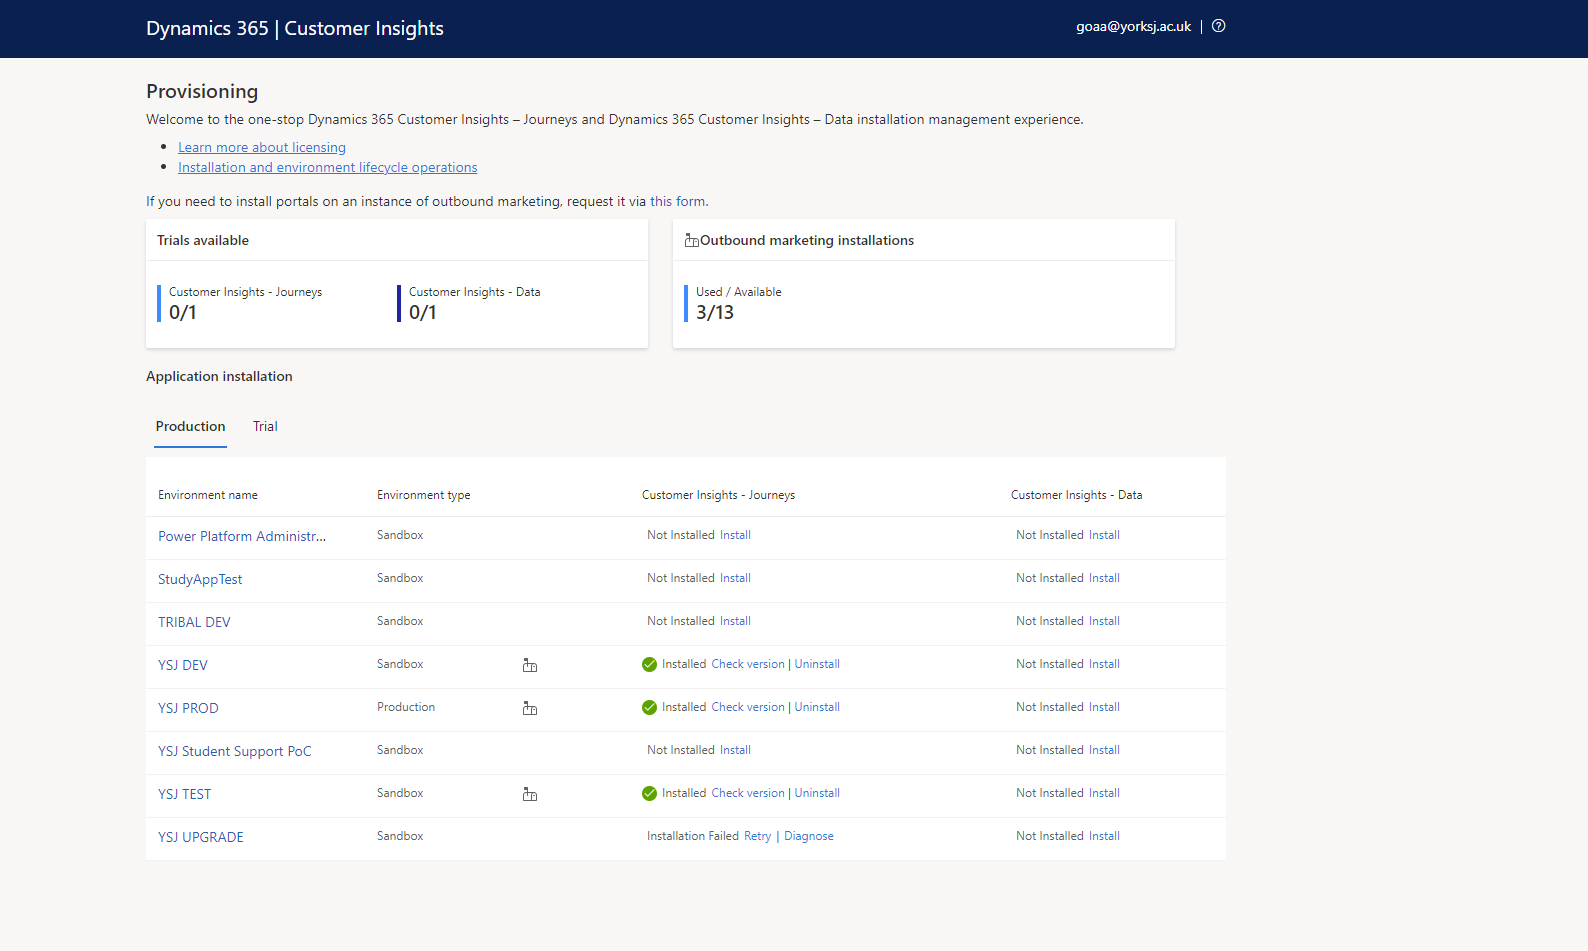 Dynamics 365 | Customer Insights
goaa@yorksj.ac.uk |
Provisioning
Welcome to the one-stop Dynamics 365 Customer Insights – Journeys and Dynamics 365 Customer Insights – Data installation management experience.
• Learn more about licensing
• Installation and environment lifecycle operations
If you need to install portals on an instance of outbound marketing, request it via this form.
Trials available
Customer Insights - Journeys
0/1
Customer Insights - Data
0/1
Outbound marketing installations
Used / Available
3/13
Application installation
Production Trial
Environment name Environment type Customer Insights - Journeys Customer Insights - Data
Power Platform Administr... Sandbox Not Installed Install Not Installed Install
StudyAppTest Sandbox Not Installed Install Not Installed Install
TRIBAL DEV Sandbox Not Installed Install Not Installed Install
YSJ DEV Sandbox Installed Check version | Uninstall Not Installed Install
YSJ PROD Production Installed Check version | Uninstall Not Installed Install
YSJ Student Support PoC Sandbox Not Installed Install Not Installed Install
YSJ TEST Sandbox Installed Check version | Uninstall Not Installed Install
YSJ UPGRADE Sandbox Installation Failed Retry | Diagnose Not Installed Install